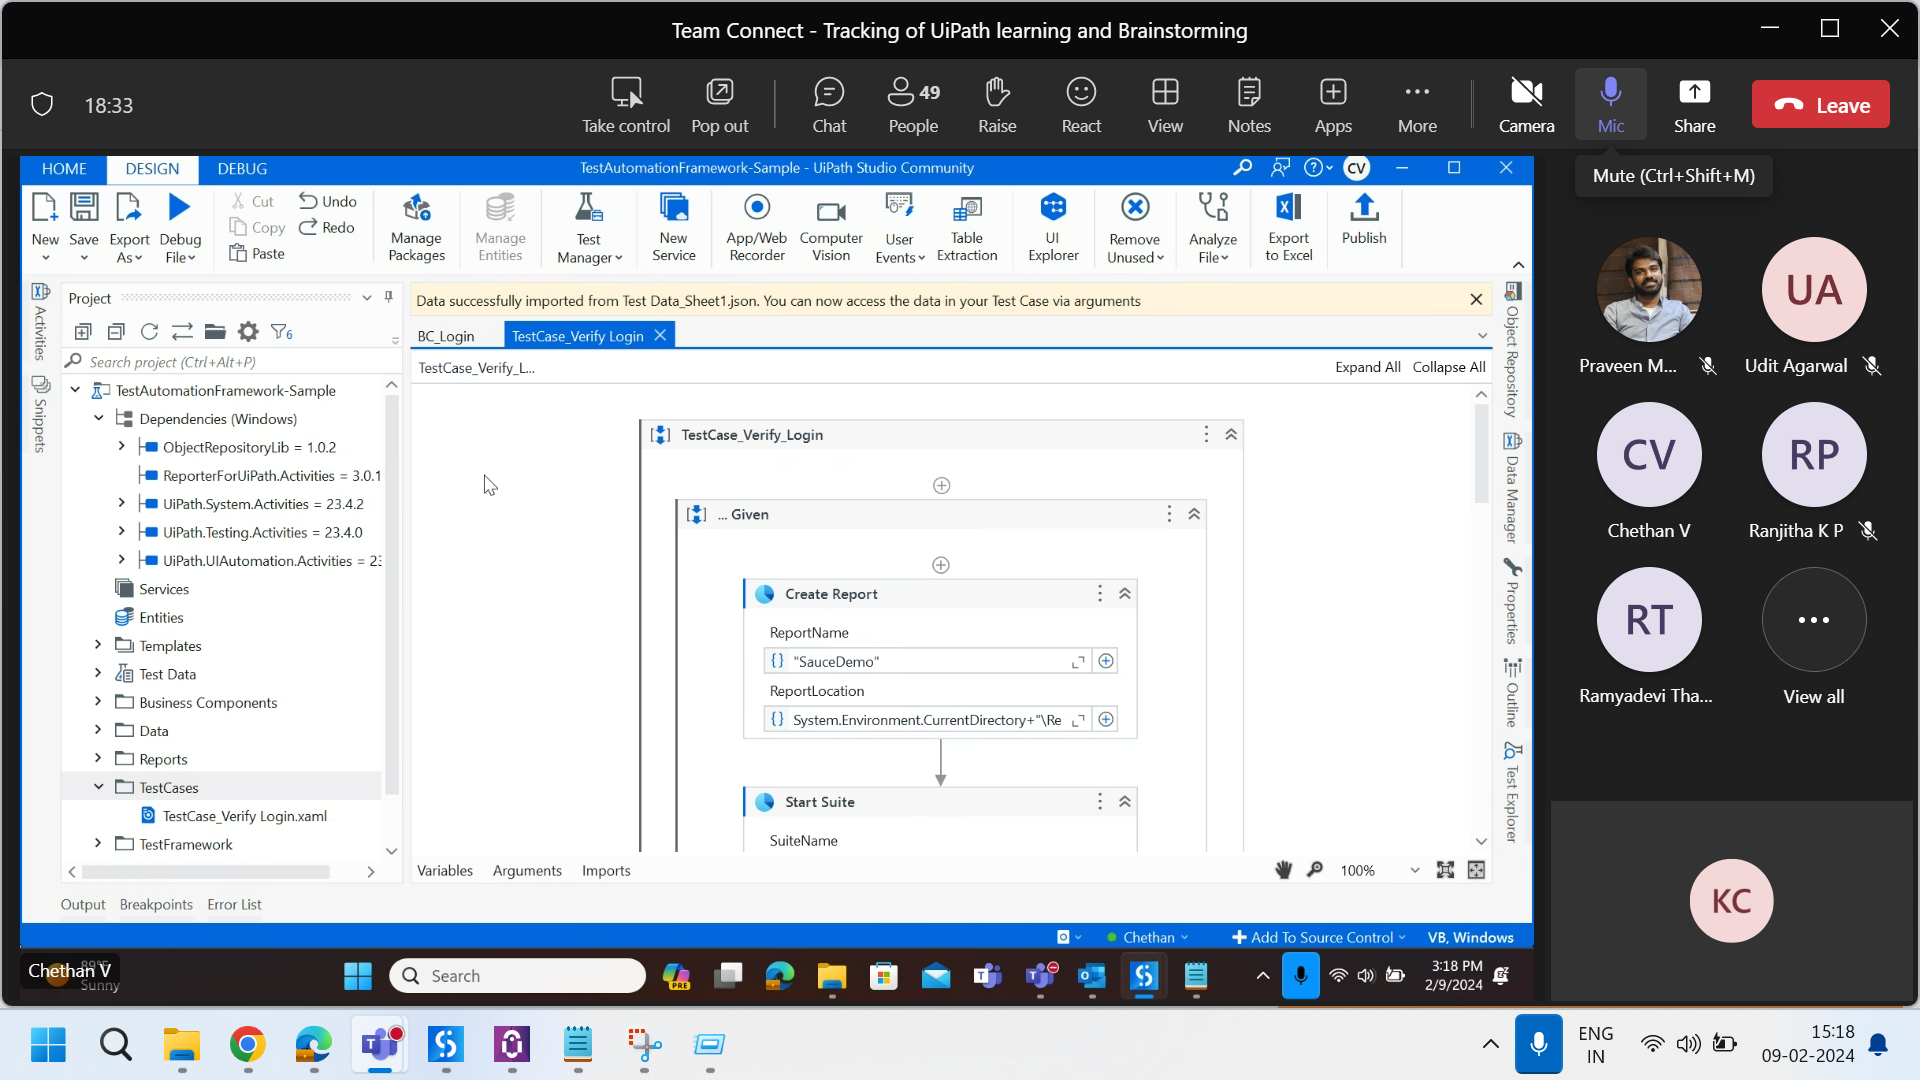 Team Connect - Tracking of UiPath learning and Brainstorming
18:33
Take control
Pop out
Chat
49
People
Raise
React
View
Notes
Apps
More
Camera
Mic
Share
Leave
Mute (Ctrl+Shift+M)
HOME
DESIGN
DEBUG
TestAutomationFramework-Sample - UiPath Studio Community
CV
New
Save
Export As
Debug File
Cut
Copy
Paste
Undo
Redo
Manage Packages
Manage Entities
Test Manager
New Service
App/Web Recorder
Computer Vision
User Events
Table Extraction
UI Explorer
Remove Unused
Analyze File
Export to Excel
Publish
Activities
Snippets
Project
6
Search project (Ctrl+Alt+P)
TestAutomationFramework-Sample
Dependencies (Windows)
ObjectRepositoryLib = 1.0.2
ReporterForUiPath.Activities = 3.0.1
UiPath.System.Activities = 23.4.2
UiPath.Testing.Activities = 23.4.0
UiPath.UIAutomation.Activities = 23
Services
Entities
Templates
Test Data
Business Components
Data
Reports
TestCases
TestCase_Verify Login.xaml
TestFramework
Data successfully imported from Test Data_Sheet1.json. You can now access the data in your Test Case via arguments
BC_Login
TestCase_Verify Login
TestCase_Verify_L...
Expand All
Collapse All
TestCase_Verify_Login
... Given
Create Report
ReportName
"SauceDemo"
ReportLocation
System.Environment.CurrentDirectory+"\Re
Start Suite
SuiteName
Variables
Arguments
Imports
100%
Object Repository
Data Manager
Properties
Outline
Test Explorer
Output
Breakpoints
Error List
Chethan
Add To Source Control
VB, Windows
Chethan V
89°F
Sunny
Search
PRE
3:18 PM
2/9/2024
Praveen M...
UA
Udit Agarwal
CV
Chethan V
RP
Ranjitha K P
RT
Ramyadevi Tha...
View all
KC
ENG
IN
15:18
09-02-2024